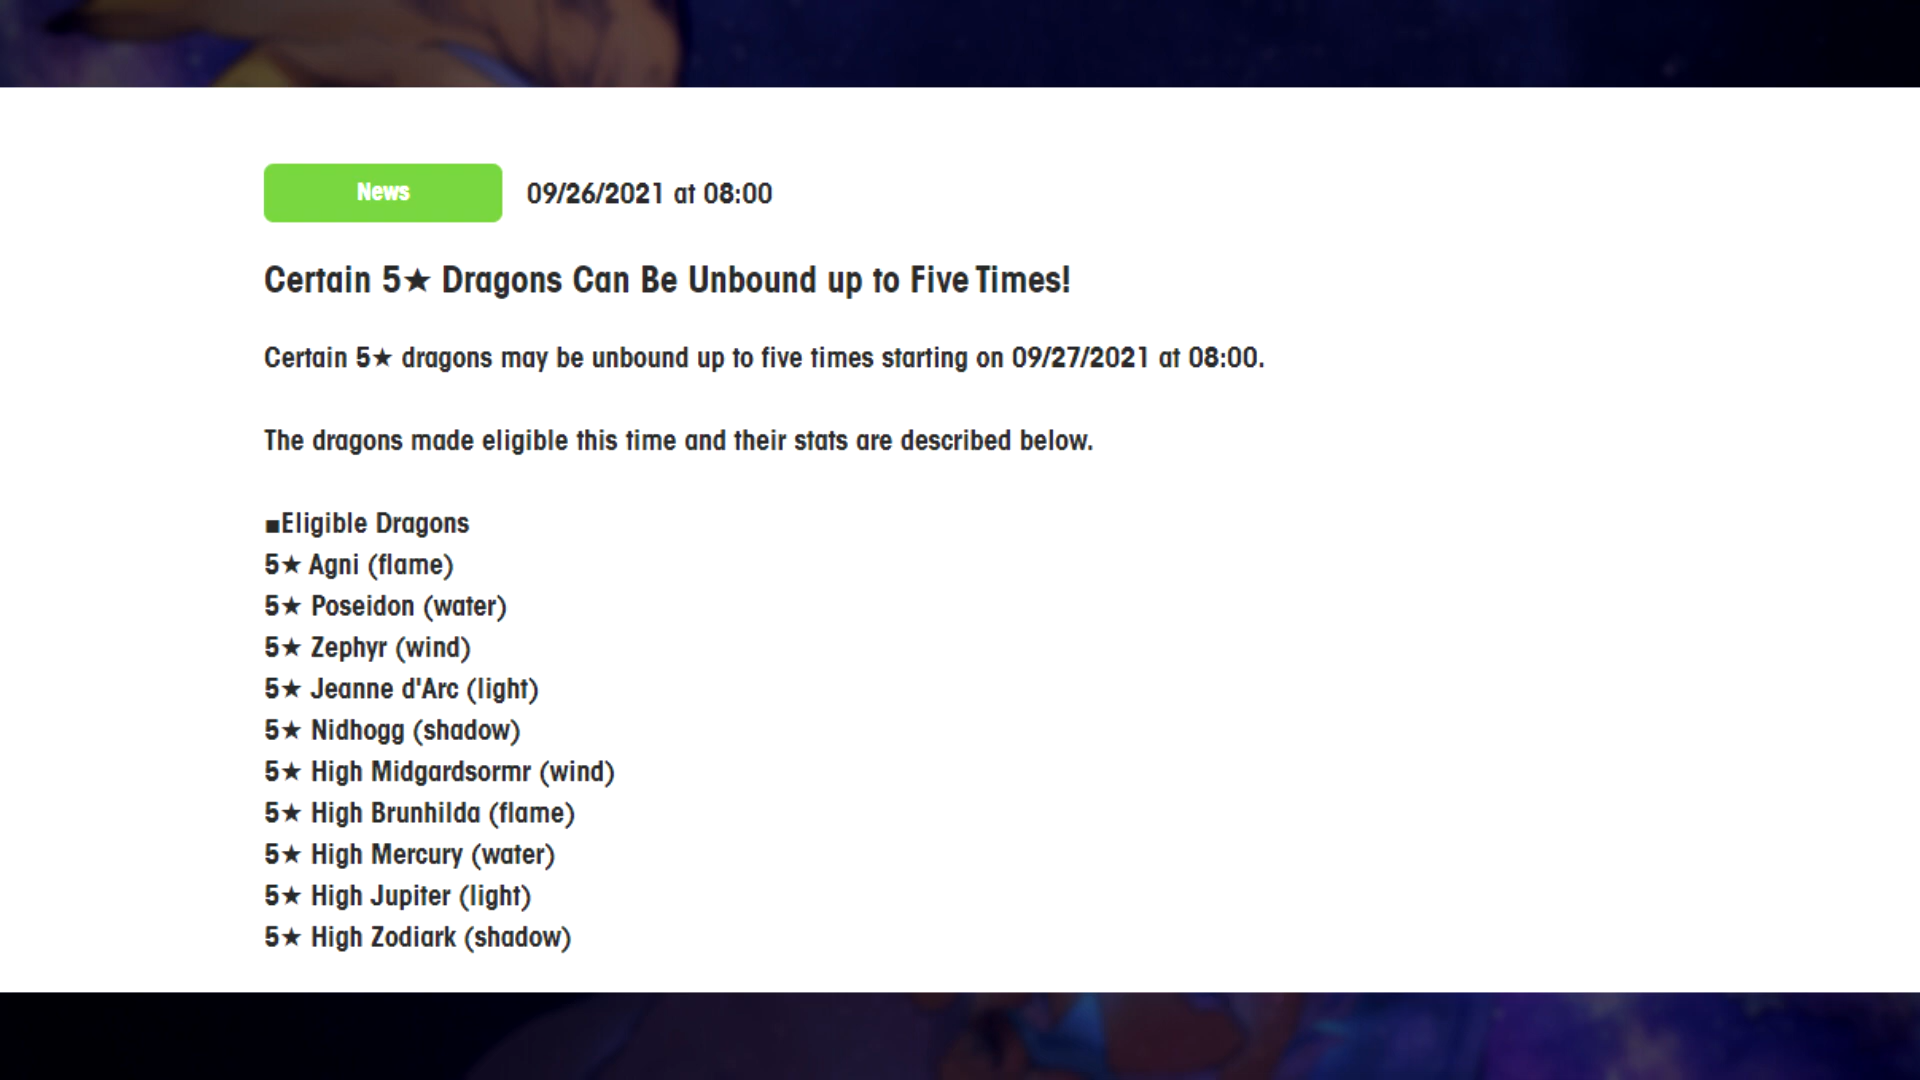 News
09/26/2021 at 08:00
Certain 5★ Dragons Can Be Unbound up to Five Times!
Certain 5★ dragons may be unbound up to five times starting on 09/27/2021 at 08:00.
The dragons made eligible this time and their stats are described below.
■Eligible Dragons
5★ Agni (flame)
5★ Poseidon (water)
5★ Zephyr (wind)
5★ Jeanne d'Arc (light)
5★ Nidhogg (shadow)
5★ High Midgardsormr (wind)
5★ High Brunhilda (flame)
5★ High Mercury (water)
5★ High Jupiter (light)
5★ High Zodiark (shadow)